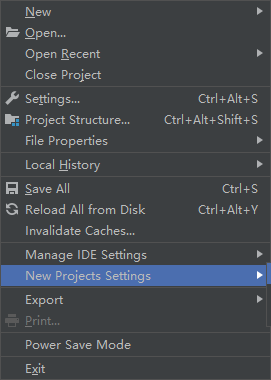 New
Open...
Open Recent
Close Project
Settings... Ctrl+Alt+S
Project Structure... Ctrl+Alt+Shift+S
File Properties
Local History
Save All Ctrl+S
Reload All from Disk Ctrl+Alt+Y
Invalidate Caches...
Manage IDE Settings
New Projects Settings
Export
Print...
Power Save Mode
Exit